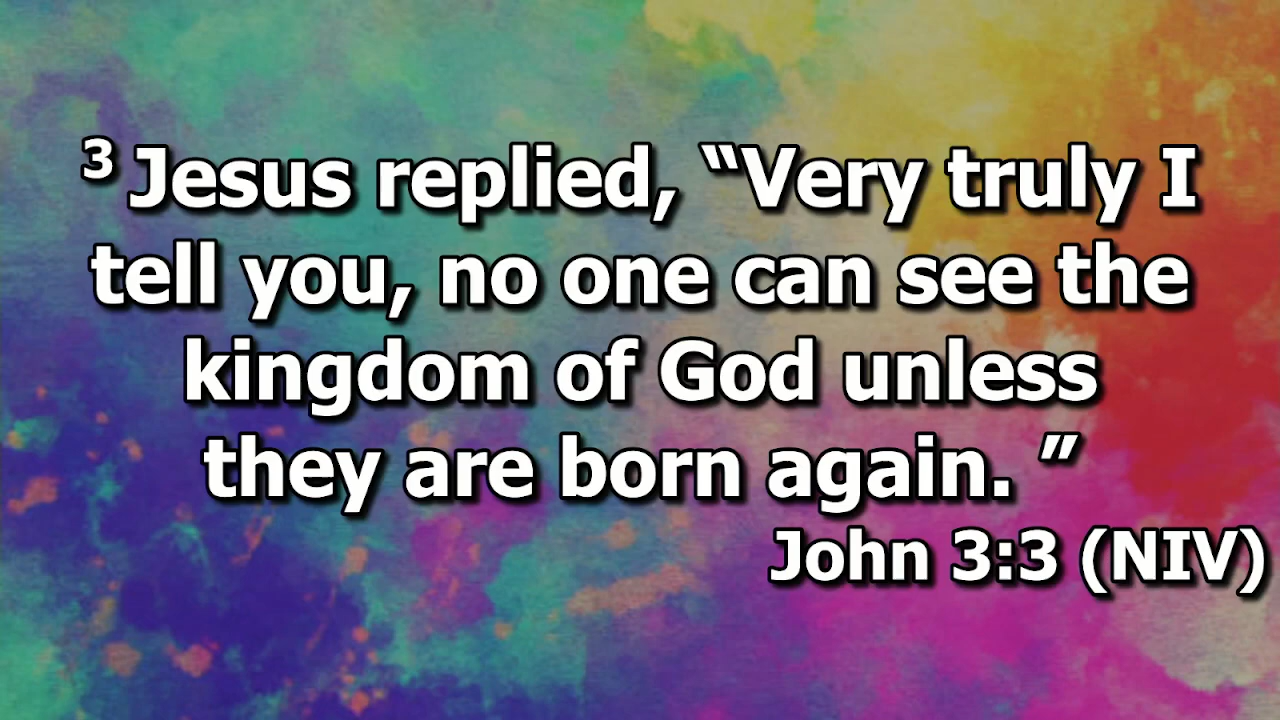 3 Jesus replied, “Very truly I
tell you, no one can see the
kingdom of God unless
they are born again. ”
John 3:3 (NIV)